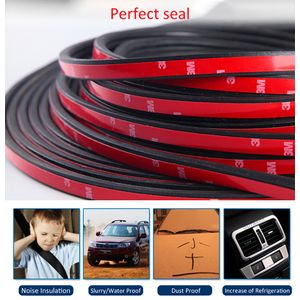 Perfect seal
3M
3M
3M
3M
3M
3M
3M
3M
Noise Insulation
Slurry/Water Proof
Dust Proof
Increase of Refrigeration